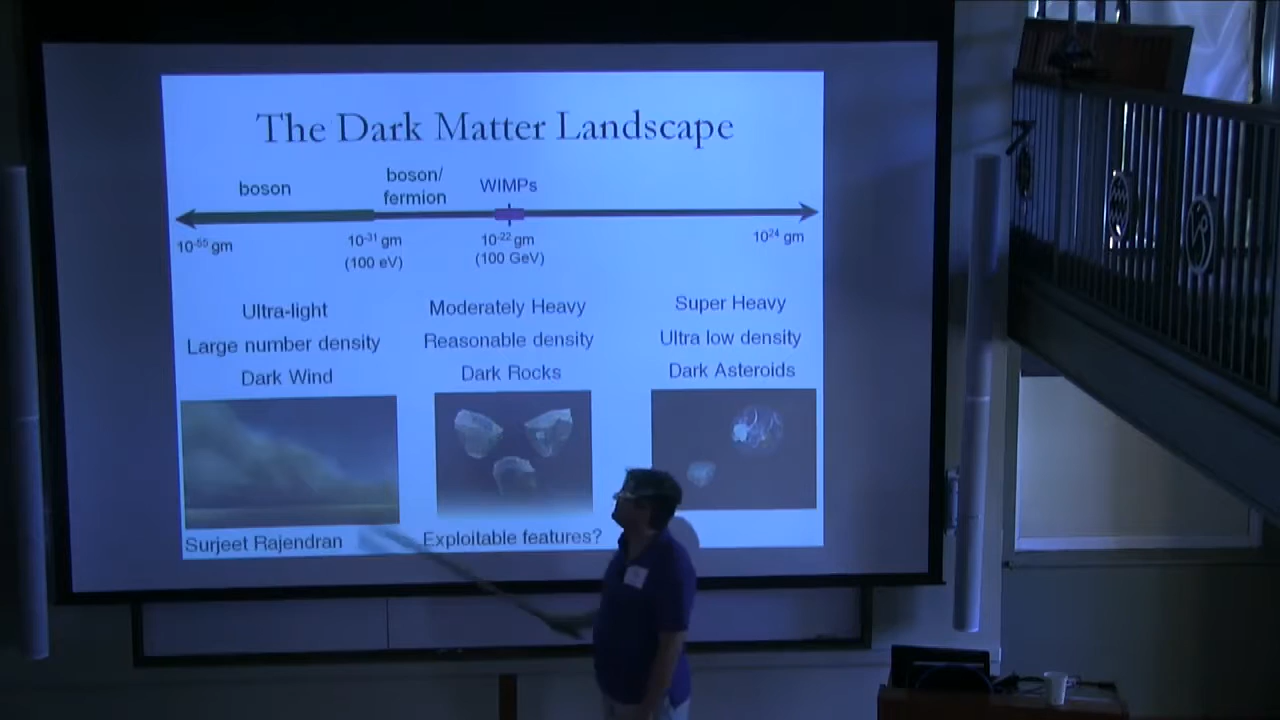 The Dark Matter Landscape
boson
boson/
fermion
WIMPs
10⁻⁵⁵ gm
10⁻³¹ gm
(100 eV)
10⁻²² gm
(100 GeV)
10²⁴ gm
Ultra-light
Large number density
Dark Wind
Moderately Heavy
Reasonable density
Dark Rocks
Super Heavy
Ultra low density
Dark Asteroids
Surjeet Rajendran
Exploitable features?